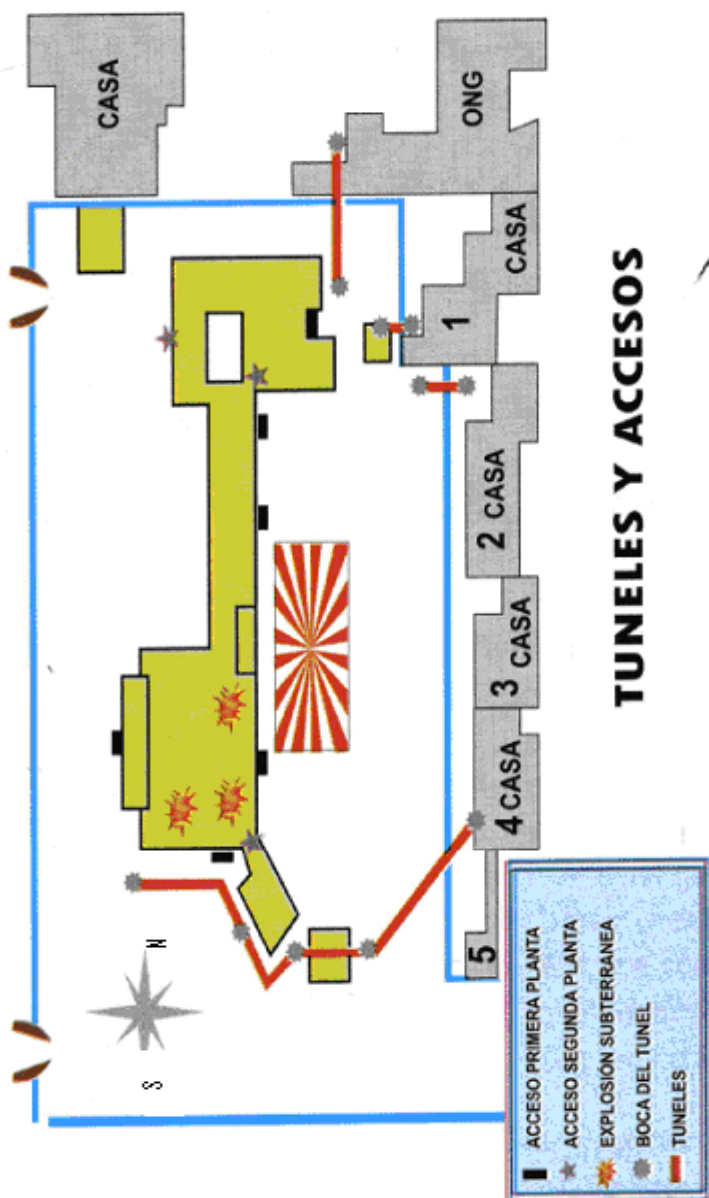 TUNELES Y ACCESOS
CASA
ONG
CASA
1
2 CASA
3 CASA
4 CASA
5
N
S
ACCESO PRIMERA PLANTA
ACCESO SEGUNDA PLANTA
EXPLOSIÓN SUBTERRANEA
BOCA DEL TUNEL
TUNELES